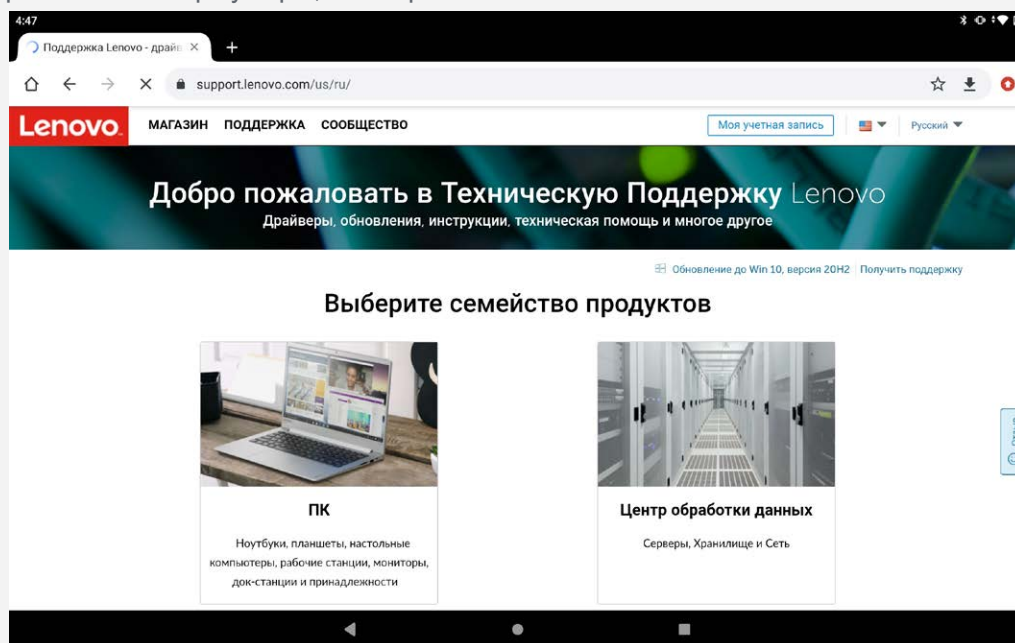 4:47
Поддержка Lenovo - драйв
support.lenovo.com/us/ru/
Lenovo
МАГАЗИН ПОДДЕРЖКА СООБЩЕСТВО
Моя учетная запись
Русский
Добро пожаловать в Техническую Поддержку Lenovo
Драйверы, обновления, инструкции, техническая помощь и многое другое
Обновление до Win 10, версия 20H2 Получить поддержку
Выберите семейство продуктов
ПК
Ноутбуки, планшеты, настольные
компьютеры, рабочие станции, мониторы,
док-станции и принадлежности
Центр обработки данных
Серверы, Хранилище и Сеть